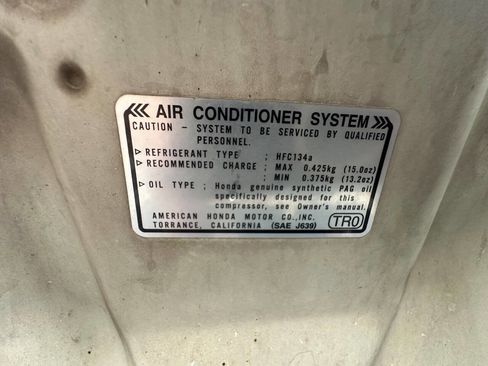 AIR CONDITIONER SYSTEM
CAUTION - SYSTEM TO BE SERVICED BY QUALIFIED
PERSONNEL.
▷ REFRIGERANT TYPE : HFC134a
▷ RECOMMENDED CHARGE : MAX 0.425kg (15.0oz)
: MIN 0.375kg (13.2oz)
▷ OIL TYPE : Honda genuine synthetic PAG oil
specifically designed for this
compressor, see Owner's manual.
AMERICAN HONDA MOTOR CO.,INC.
TORRANCE, CALIFORNIA (SAE J639)
TR0